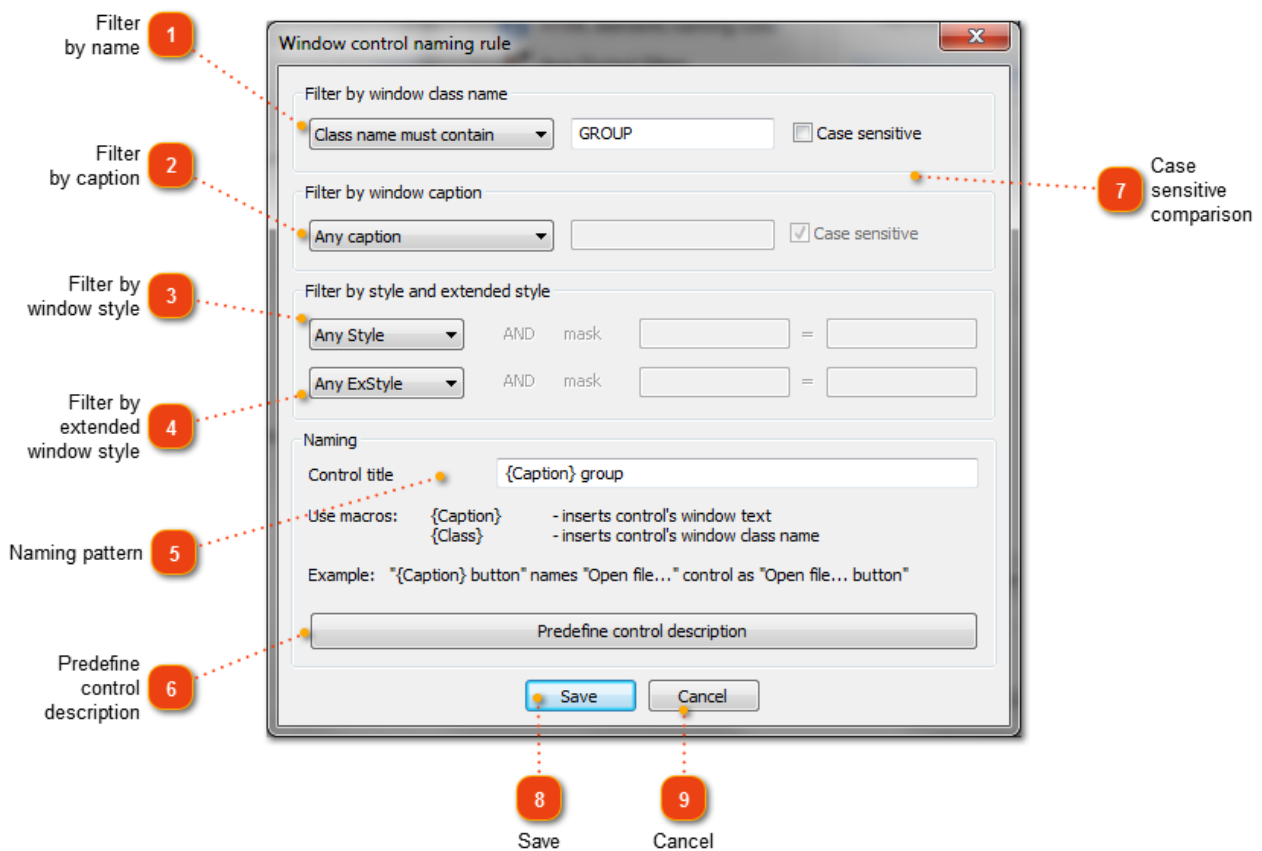 Filter
by name
1
Window control naming rule
Filter by window class name
Class name must contain
GROUP
Case sensitive
Filter
by caption
2
Case
sensitive
comparison
7
Filter by window caption
Any caption
Case sensitive
Filter by
window style
3
Filter by style and extended style
Any Style
AND
mask
=
Any ExStyle
AND
mask
=
Filter by
extended
window style
4
Naming
Control title
{Caption} group
Use macros: {Caption} - inserts control's window text
{Class} - inserts control's window class name
Naming pattern
5
Example: "{Caption} button" names "Open file..." control as "Open file... button"
Predefine control description
Predefine
control
description
6
Save
Cancel
8
Save
9
Cancel